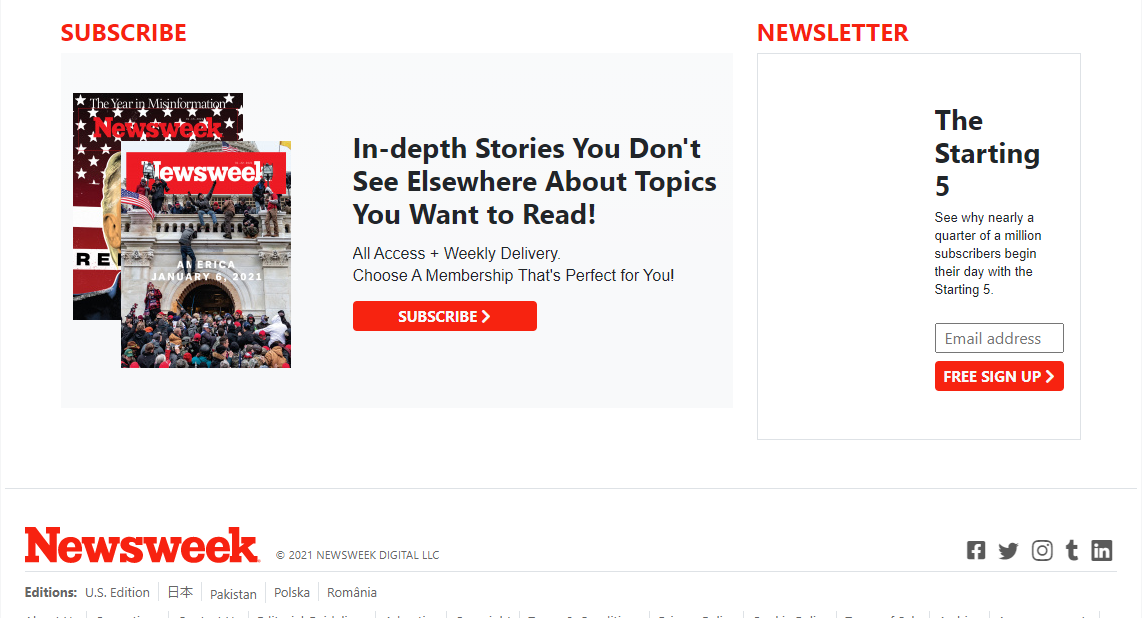 SUBSCRIBE
NEWSLETTER
The Year in Misinformation
Newsweek
Newsweek
AMERICA
JANUARY 6, 2021
In-depth Stories You Don't
See Elsewhere About Topics
You Want to Read!
All Access + Weekly Delivery.
Choose A Membership That's Perfect for You!
SUBSCRIBE
The
Starting
5
See why nearly a
quarter of a million
subscribers begin
their day with the
Starting 5.
Email address
FREE SIGN UP
Newsweek
© 2021 NEWSWEEK DIGITAL LLC
Editions: U.S. Edition 日本 Pakistan Polska România